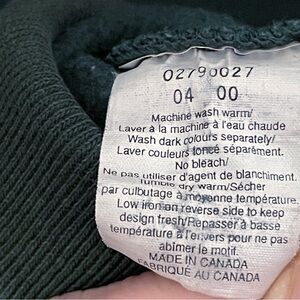 02790027
04 00
Machine wash warm/
Laver à la machine à l'eau chaude
Wash dark colours separately/
Laver couleurs foncé séparément.
No bleach/
Ne pas utiliser d'agent de blanchiment.
Tumble dry warm/Sécher
par culbutage à moyenne température.
Low iron on reverse side to keep
design fresh/Repasser à basse
température à l'envers pour ne pas
abîmer le motif.
MADE IN CANADA
FABRIQUÉ AU CANADA